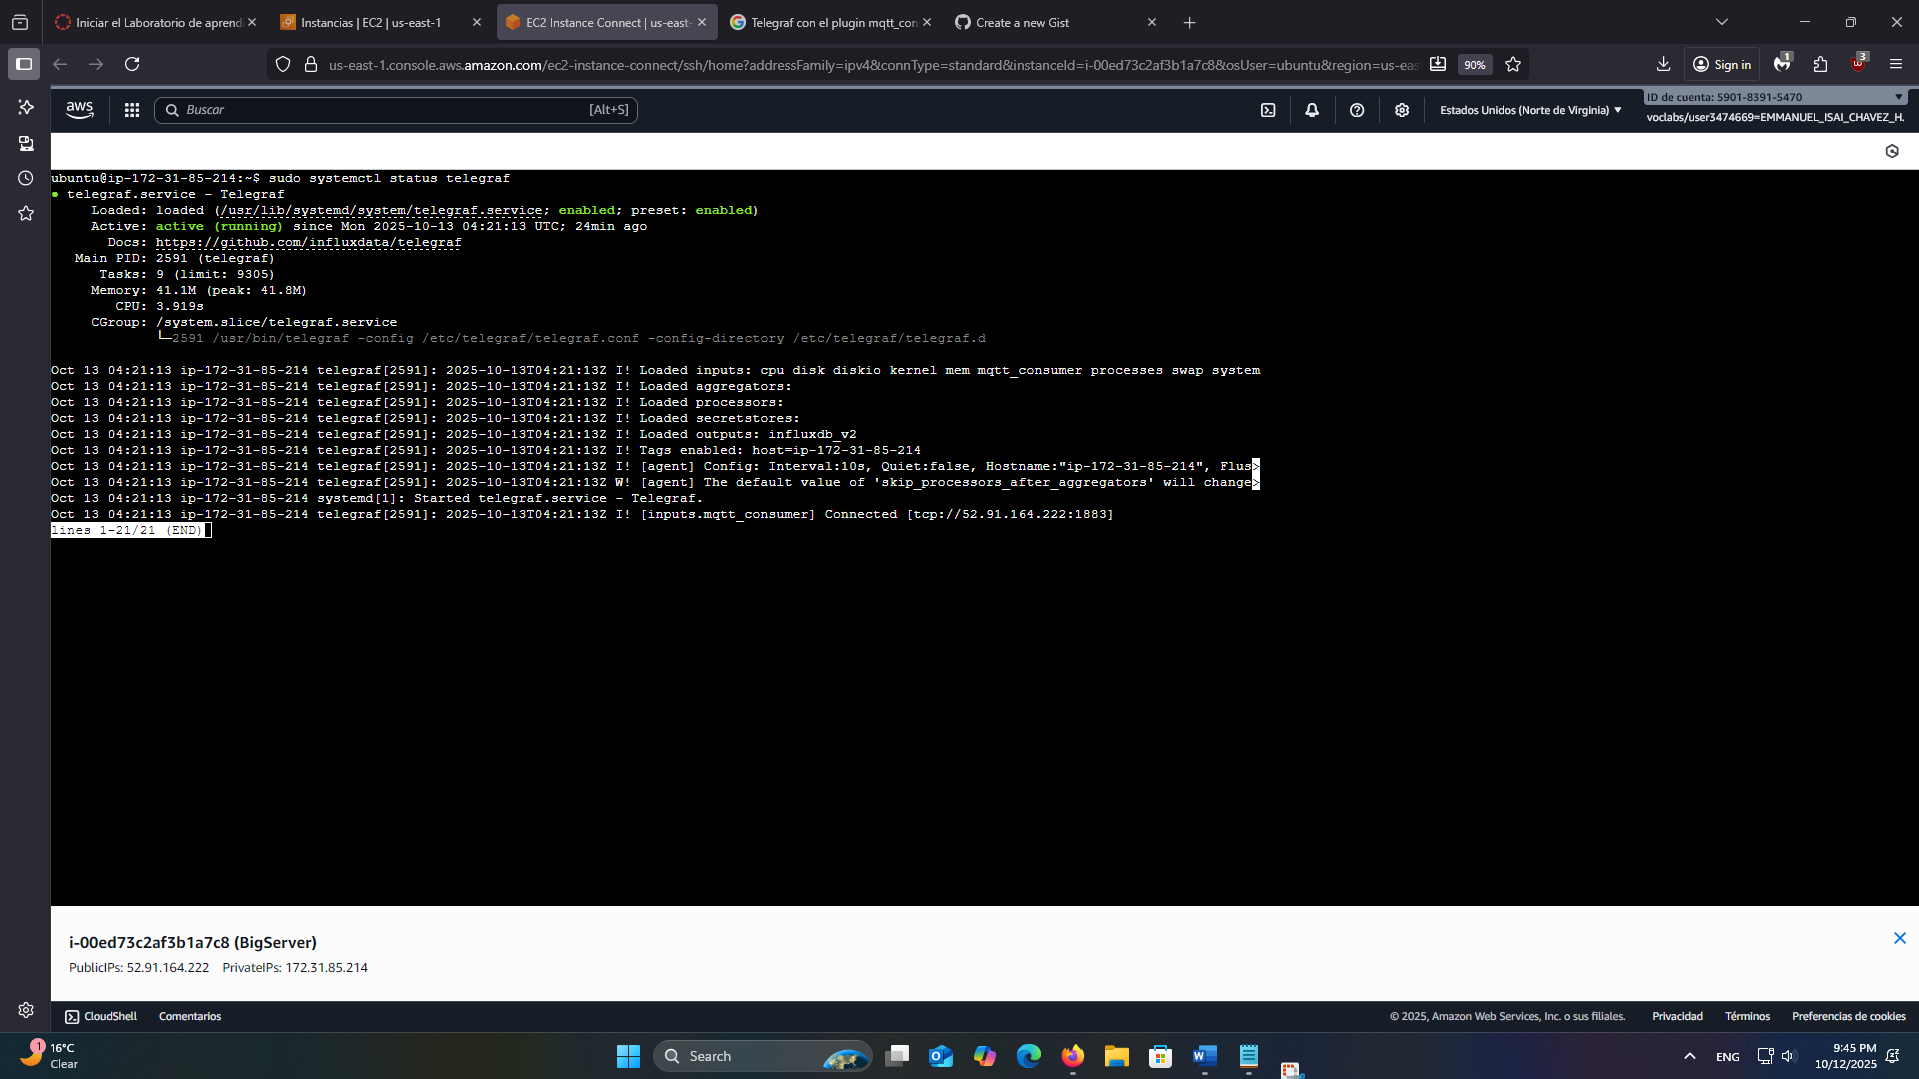 Iniciar el Laboratorio de aprend
Instancias | EC2 | us-east-1
EC2 Instance Connect | us-east-
Telegraf con el plugin mqtt_con
Create a new Gist
us-east-1.console.aws.amazon.com/ec2-instance-connect/ssh/home?addressFamily=ipv4&connType=standard&instanceId=i-00ed73c2af3b1a7c8&osUser=ubuntu&region=us-eas
90%
Sign in
1
3
aws
Buscar
[Alt+S]
Estados Unidos (Norte de Virginia)
ID de cuenta: 5901-8391-5470
voclabs/user3474669=EMMANUEL_ISAI_CHAVEZ_H.
ubuntu@ip-172-31-85-214:~$ sudo systemctl status telegraf
● telegraf.service - Telegraf
Loaded: loaded (/usr/lib/systemd/system/telegraf.service; enabled; preset: enabled)
Active: active (running) since Mon 2025-10-13 04:21:13 UTC; 24min ago
Docs: https://github.com/influxdata/telegraf
Main PID: 2591 (telegraf)
Tasks: 9 (limit: 9305)
Memory: 41.1M (peak: 41.8M)
CPU: 3.919s
CGroup: /system.slice/telegraf.service
└─2591 /usr/bin/telegraf -config /etc/telegraf/telegraf.conf -config-directory /etc/telegraf/telegraf.d
Oct 13 04:21:13 ip-172-31-85-214 telegraf[2591]: 2025-10-13T04:21:13Z I! Loaded inputs: cpu disk diskio kernel mem mqtt_consumer processes swap system
Oct 13 04:21:13 ip-172-31-85-214 telegraf[2591]: 2025-10-13T04:21:13Z I! Loaded aggregators:
Oct 13 04:21:13 ip-172-31-85-214 telegraf[2591]: 2025-10-13T04:21:13Z I! Loaded processors:
Oct 13 04:21:13 ip-172-31-85-214 telegraf[2591]: 2025-10-13T04:21:13Z I! Loaded secretstores:
Oct 13 04:21:13 ip-172-31-85-214 telegraf[2591]: 2025-10-13T04:21:13Z I! Loaded outputs: influxdb_v2
Oct 13 04:21:13 ip-172-31-85-214 telegraf[2591]: 2025-10-13T04:21:13Z I! Tags enabled: host=ip-172-31-85-214
Oct 13 04:21:13 ip-172-31-85-214 telegraf[2591]: 2025-10-13T04:21:13Z I! [agent] Config: Interval:10s, Quiet:false, Hostname:"ip-172-31-85-214", Flus>
Oct 13 04:21:13 ip-172-31-85-214 telegraf[2591]: 2025-10-13T04:21:13Z W! [agent] The default value of 'skip_processors_after_aggregators' will change>
Oct 13 04:21:13 ip-172-31-85-214 systemd[1]: Started telegraf.service - Telegraf.
Oct 13 04:21:13 ip-172-31-85-214 telegraf[2591]: 2025-10-13T04:21:13Z I! [inputs.mqtt_consumer] Connected [tcp://52.91.164.222:1883]
lines 1-21/21 (END)
i-00ed73c2af3b1a7c8 (BigServer)
PublicIPs: 52.91.164.222 PrivateIPs: 172.31.85.214
CloudShell
Comentarios
© 2025, Amazon Web Services, Inc. o sus filiales.
Privacidad
Términos
Preferencias de cookies
1
16°C
Clear
Search
ENG
9:45 PM
10/12/2025